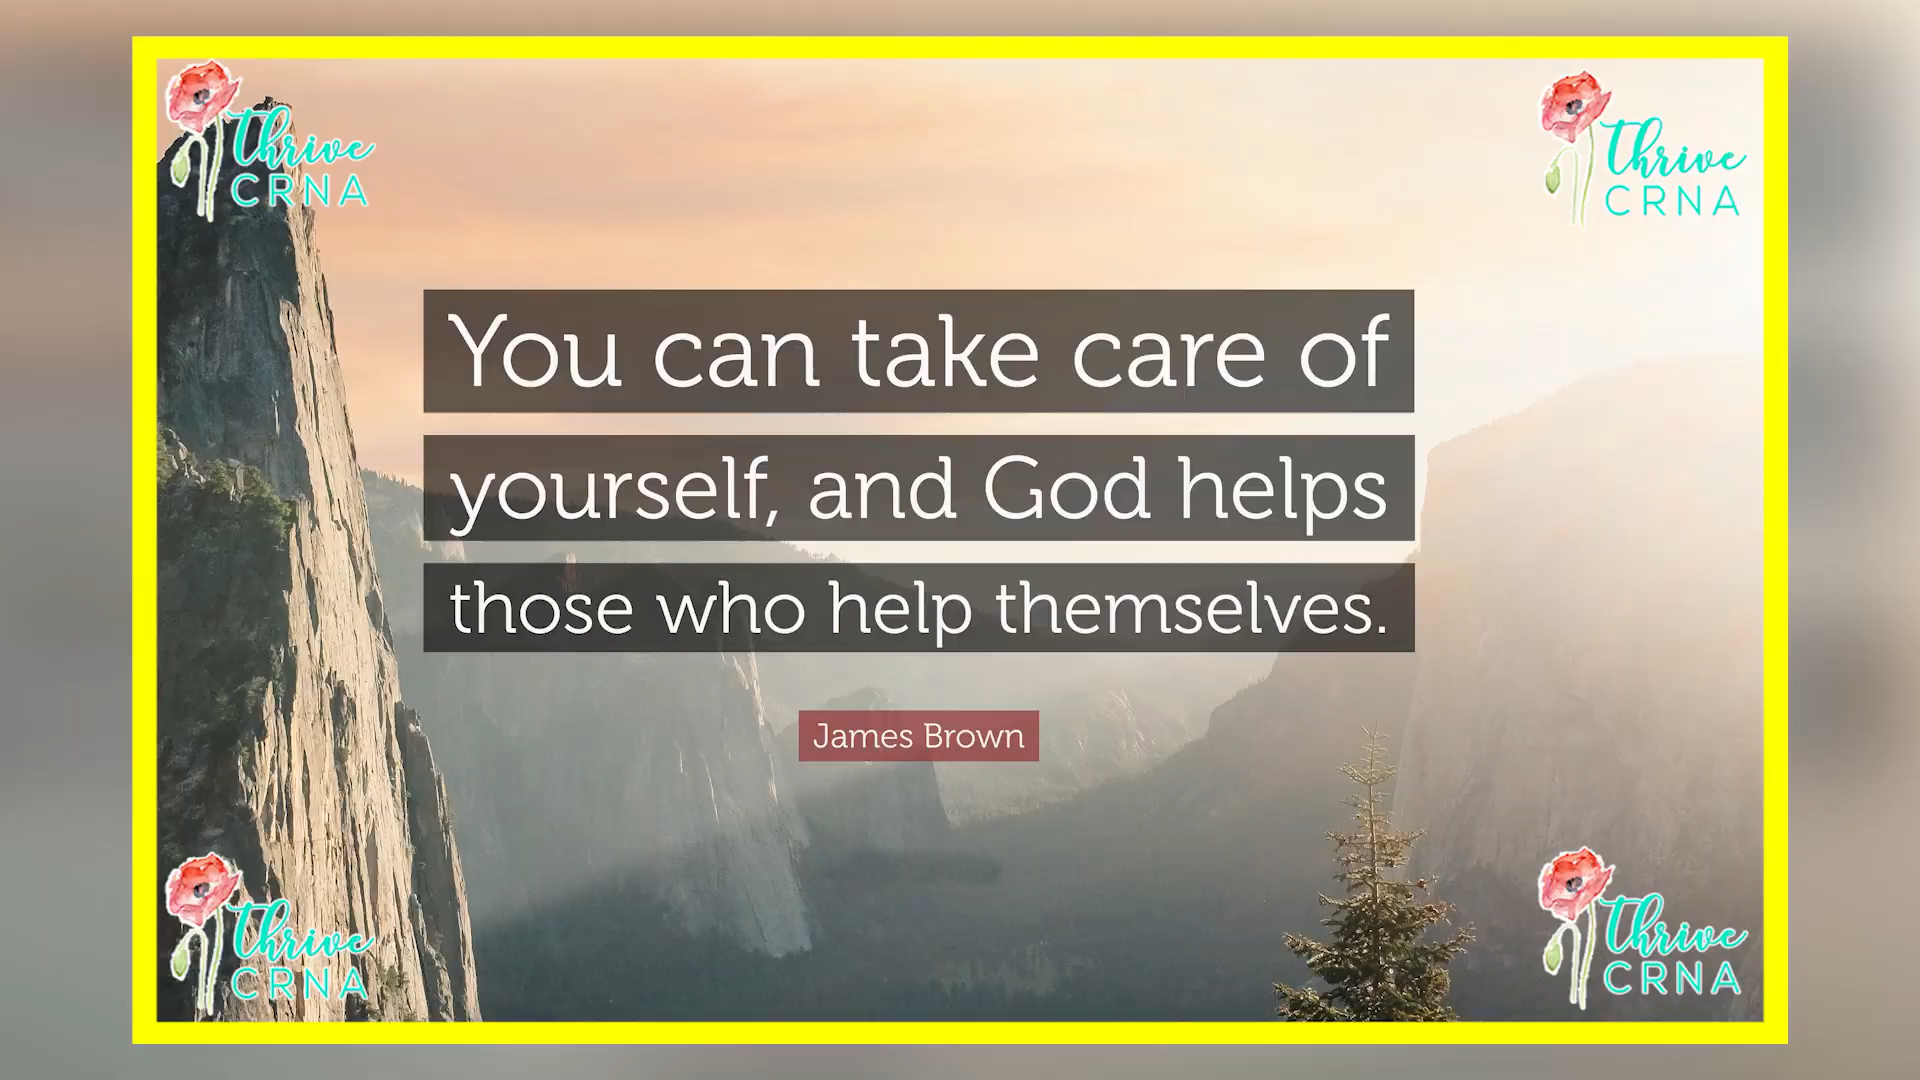 Thrive
CRNA
Thrive
CRNA
You can take care of
yourself, and God helps
those who help themselves.
James Brown
Thrive
CRNA
Thrive
CRNA